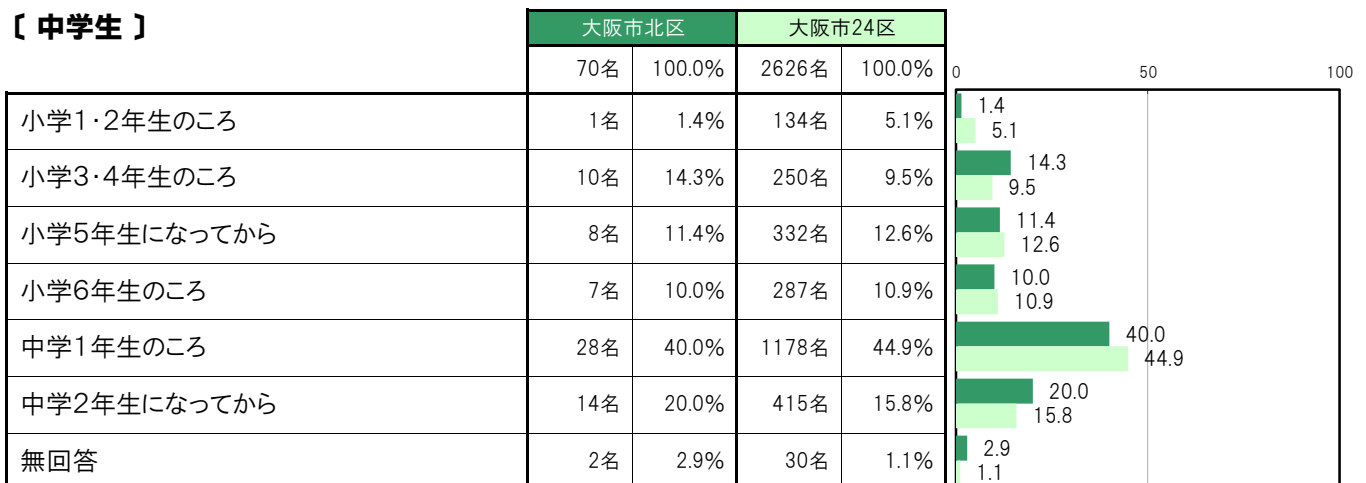 〔 中学生 〕
大阪市北区 大阪市24区
70名 100.0% 2626名 100.0%
0 50 100
小学1・2年生のころ 1名 1.4% 134名 5.1%
1.4
5.1
小学3・4年生のころ 10名 14.3% 250名 9.5%
14.3
9.5
小学5年生になってから 8名 11.4% 332名 12.6%
11.4
12.6
小学6年生のころ 7名 10.0% 287名 10.9%
10.0
10.9
中学1年生のころ 28名 40.0% 1178名 44.9%
40.0
44.9
中学2年生になってから 14名 20.0% 415名 15.8%
20.0
15.8
無回答 2名 2.9% 30名 1.1%
2.9
1.1